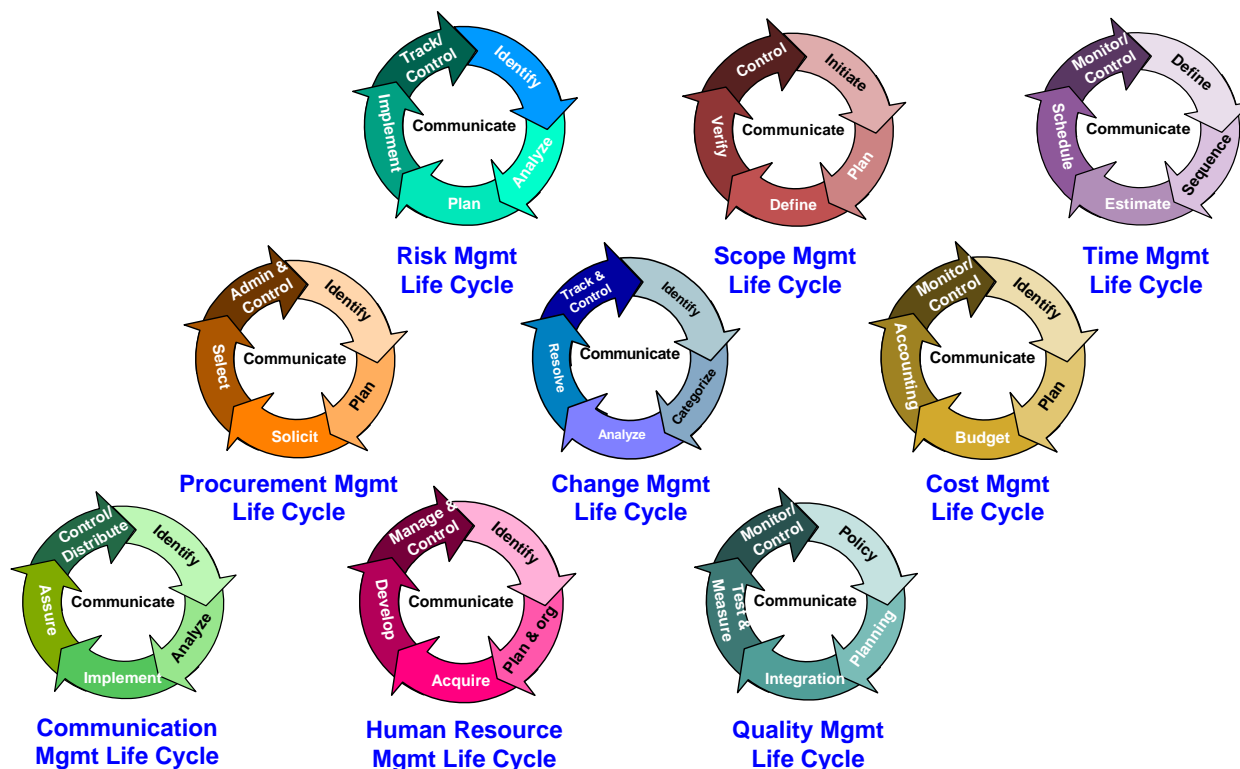 Track/
Control
Identify
Communicate
Implement
Analyze
Plan
Risk Mgmt
Life Cycle
Control
Initiate
Communicate
Verify
Plan
Define
Scope Mgmt
Life Cycle
Monitor/
Control
Define
Communicate
Schedule
Sequence
Estimate
Time Mgmt
Life Cycle
Admin &
Control
Identify
Communicate
Select
Plan
Solicit
Procurement Mgmt
Life Cycle
Track &
Control
Identify
Communicate
Resolve
Categorize
Analyze
Change Mgmt
Life Cycle
Monitor/
Control
Identify
Communicate
Accounting
Plan
Budget
Cost Mgmt
Life Cycle
Control/
Distribute
Identify
Communicate
Assure
Analyze
Implement
Communication
Mgmt Life Cycle
Manage &
Control
Identify
Communicate
Develop
Plan & org
Acquire
Human Resource
Mgmt Life Cycle
Monitor/
Control
Policy
Communicate
Test &
Measure
Planning
Integration
Quality Mgmt
Life Cycle